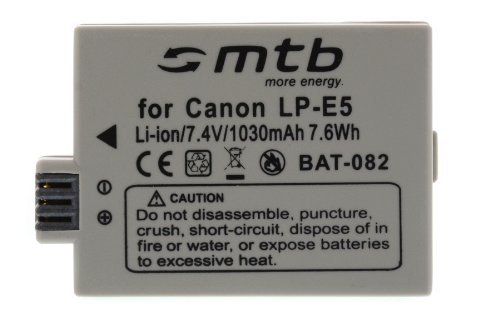 mtb
more energy.
for Canon LP-E5
Li-ion/7.4V/1030mAh 7.6Wh
CE BAT-082
CAUTION
Do not disassemble, puncture,
crush, short-circuit, dispose of in
fire or water, or expose batteries
to excessive heat.